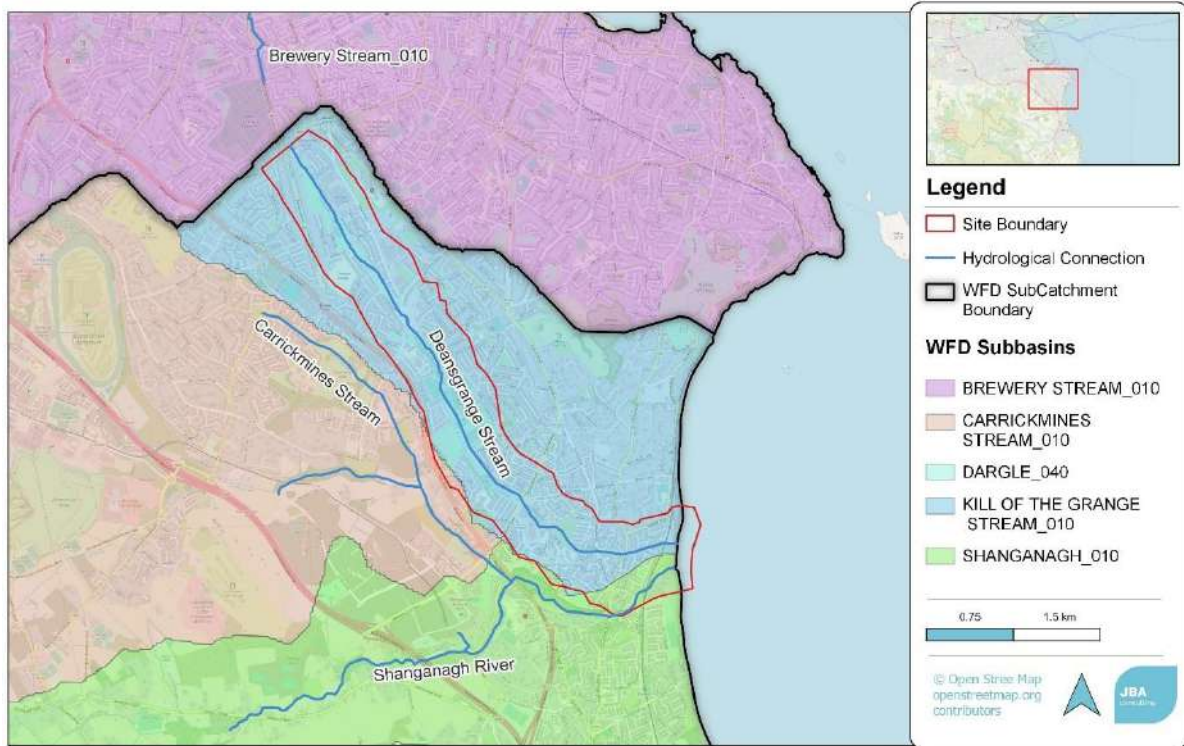 Brewery Stream_010
Carrickmines Stream
Deansgrange Stream
Shanganagh River
Legend
Site Boundary
Hydrological Connection
WFD SubCatchment
Boundary
WFD Subbasins
BREWERY STREAM_010
CARRICKMINES
STREAM_010
DARGLE_040
KILL OF THE GRANGE
STREAM_010
SHANGANAGH_010
0.75
1.5 km
© Open Stree Map
openstreetmap.org
contributors
JBA
consulting